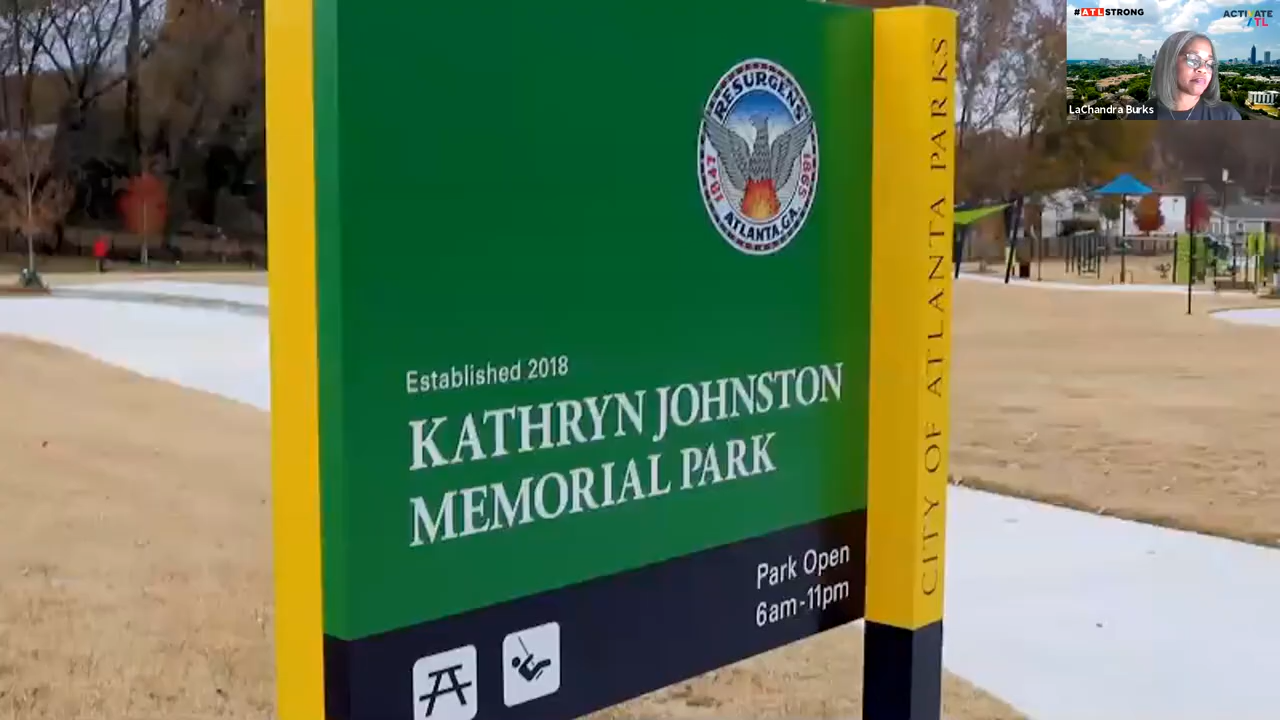 #ATLSTRONG
ACTIVATE
ATL
LaChandra Burks
RESURGENS
1847
1865
ATLANTA, GA.
Established 2018
KATHRYN JOHNSTON
MEMORIAL PARK
Park Open
6am-11pm
CITY OF ATLANTA PARKS